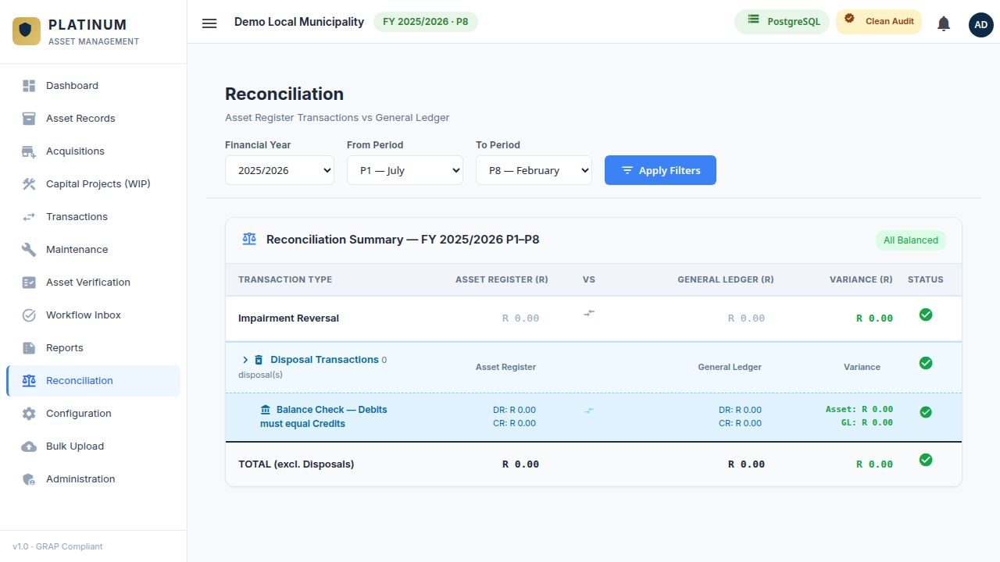 PLATINUM
ASSET MANAGEMENT
Demo Local Municipality
FY 2025/2026 · P8
PostgreSQL
Clean Audit
AD
Dashboard
Asset Records
Acquisitions
Capital Projects (WIP)
Transactions
Maintenance
Asset Verification
Workflow Inbox
Reports
Reconciliation
Configuration
Bulk Upload
Administration
v1.0 · GRAP Compliant
Reconciliation
Asset Register Transactions vs General Ledger
Financial Year
From Period
To Period
2025/2026
P1 — July
P8 — February
Apply Filters
Reconciliation Summary — FY 2025/2026 P1–P8
All Balanced
TRANSACTION TYPE ASSET REGISTER (R) VS GENERAL LEDGER (R) VARIANCE (R) STATUS
Impairment Reversal R 0.00 R 0.00 R 0.00
Disposal Transactions 0
disposal(s)
Asset Register General Ledger Variance
Balance Check — Debits
must equal Credits
DR: R 0.00
CR: R 0.00
DR: R 0.00
CR: R 0.00
Asset: R 0.00
GL: R 0.00
TOTAL (excl. Disposals) R 0.00 R 0.00 R 0.00